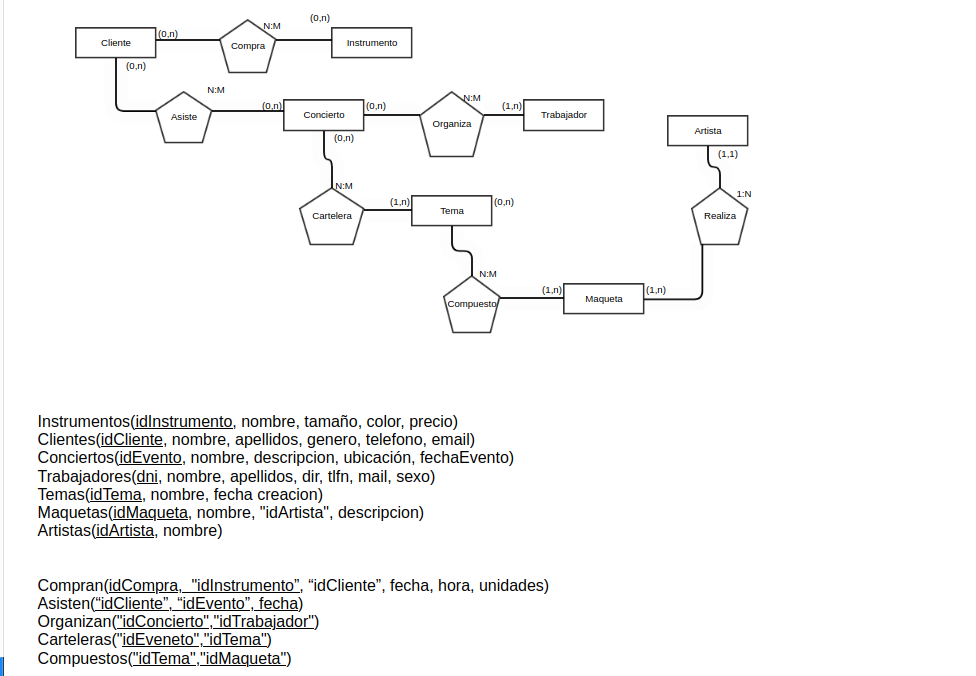 (0,n)
N:M
(0,n)
Cliente
Compra
Instrumento
(0,n)
N:M
(0,n)
(0,n)
N:M
(1,n)
Asiste
Concierto
Organiza
Trabajador
Artista
(0,n)
(1,1)
N:M
(1,n)
(0,n)
1:N
Cartelera
Tema
Realiza
N:M
(1,n)
(1,n)
Compuesto
Maqueta
Instrumentos(idInstrumento, nombre, tamaño, color, precio)
Clientes(idCliente, nombre, apellidos, genero, telefono, email)
Conciertos(idEvento, nombre, descripcion, ubicación, fechaEvento)
Trabajadores(dni, nombre, apellidos, dir, tlfn, mail, sexo)
Temas(idTema, nombre, fecha creacion)
Maquetas(idMaqueta, nombre, "idArtista", descripcion)
Artistas(idArtista, nombre)
Compran(idCompra, "idInstrumento”, “idCliente”, fecha, hora, unidades)
Asisten(“idCliente”, “idEvento”, fecha)
Organizan("idConcierto","idTrabajador")
Carteleras("idEveneto","idTema")
Compuestos("idTema","idMaqueta")